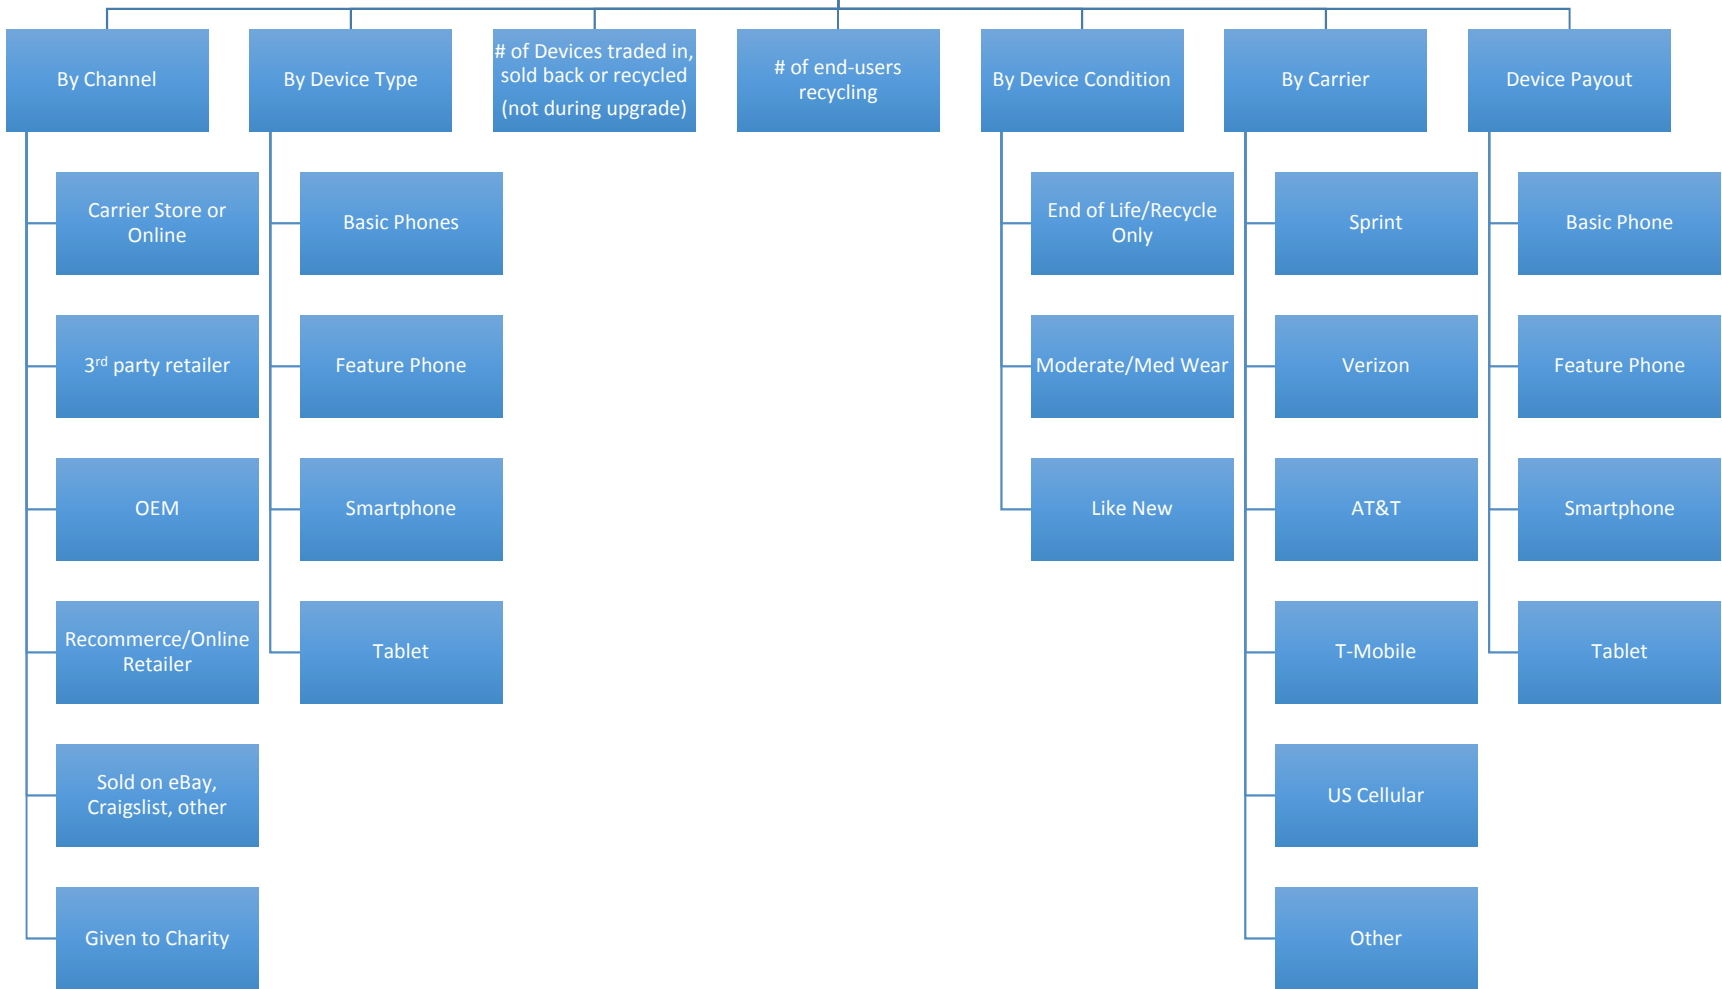 By Channel
By Device Type
# of Devices traded in,
sold back or recycled
(not during upgrade)
# of end-users
recycling
By Device Condition
By Carrier
Device Payout
Carrier Store or
Online
3rd party retailer
OEM
Recommerce/Online
Retailer
Sold on eBay,
Craigslist, other
Given to Charity
Basic Phones
Feature Phone
Smartphone
Tablet
End of Life/Recycle
Only
Moderate/Med Wear
Like New
Sprint
Verizon
AT&T
T-Mobile
US Cellular
Other
Basic Phone
Feature Phone
Smartphone
Tablet